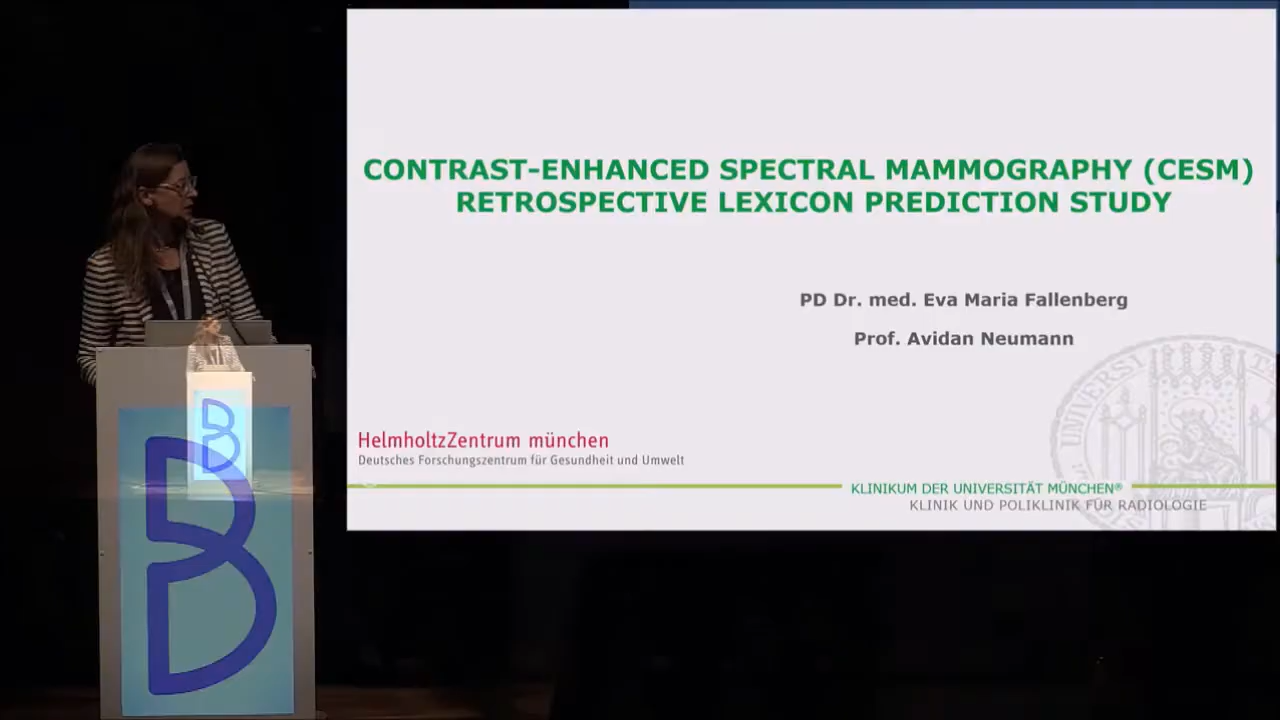 CONTRAST-ENHANCED SPECTRAL MAMMOGRAPHY (CESM)
RETROSPECTIVE LEXICON PREDICTION STUDY
PD Dr. med. Eva Maria Fallenberg
Prof. Avidan Neumann
HelmholtzZentrum münchen
Deutsches Forschungszentrum für Gesundheit und Umwelt
KLINIKUM DER UNIVERSITÄT MÜNCHEN®
KLINIK UND POLIKLINIK FÜR RADIOLOGIE